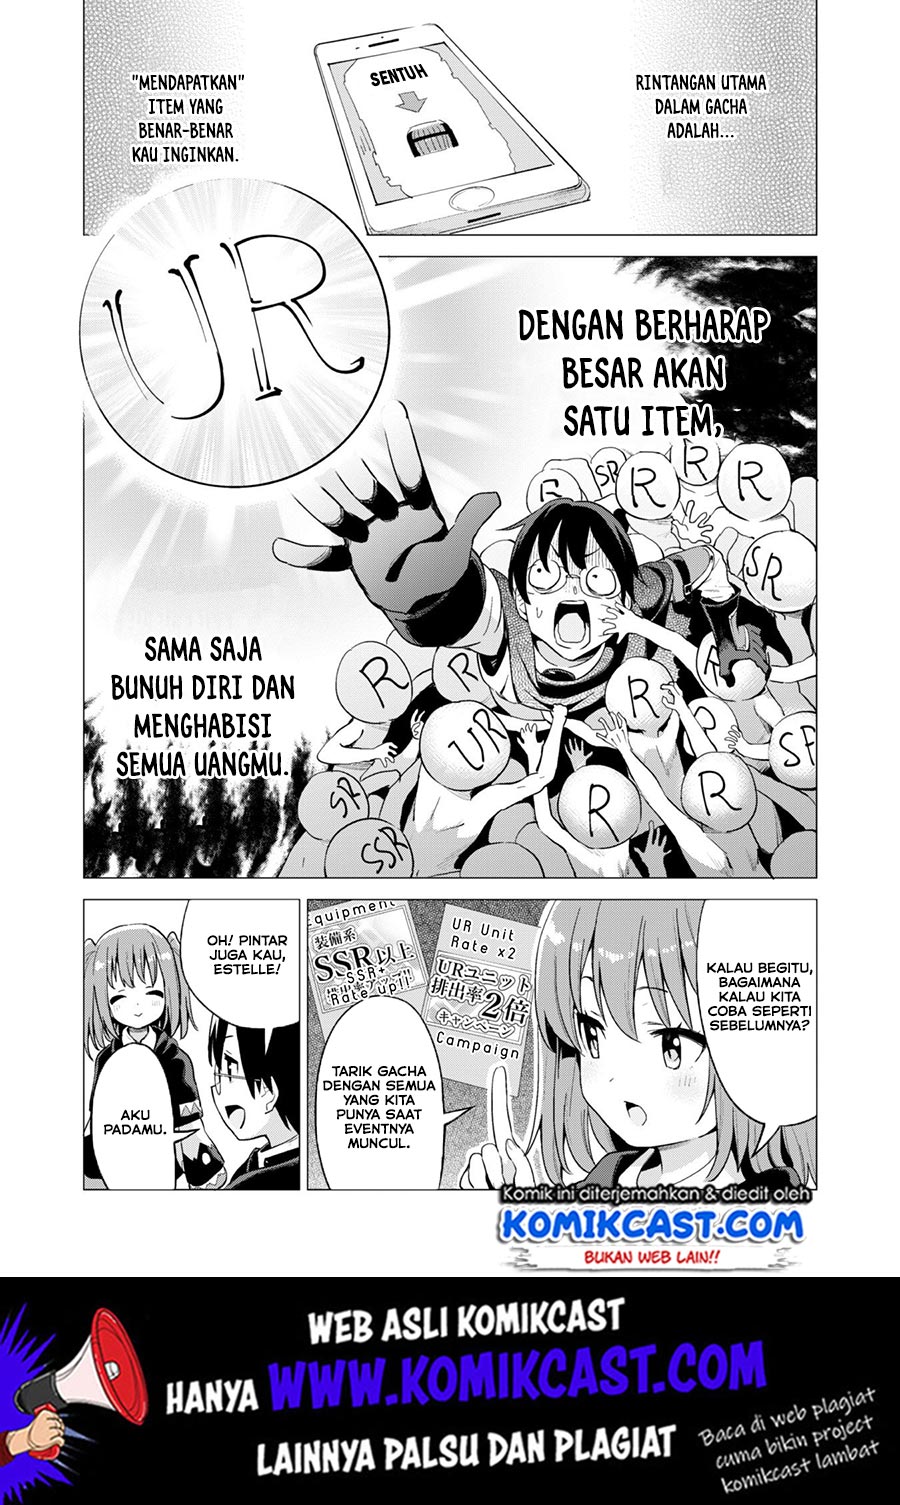 RINTANGAN UTAMA
DALAM GACHA
ADALAH...
SENTUH
"MENDAPATKAN"
ITEM YANG
BENAR-BENAR
KAU INGINKAN.
UR
DENGAN BERHARAP
BESAR AKAN
SATU ITEM,
R
SR
R
R
R
SR
R
R
R
R
UR
R
SR
R
R
SR
SSR
SAMA SAJA
BUNUH DIRI DAN
MENGHABISI
SEMUA UANGMU.
KALAU BEGITU,
BAGAIMANA
KALAU KITA
COBA SEPERTI
SEBELUMNYA?
UR Unit
Rate x2
URユニット
排出率2倍
キャンペーン
Campaign
Equipment
装備系
SSR以上
SSR+
Rate up!!
TARIK GACHA
DENGAN SEMUA
YANG KITA
PUNYA SAAT
EVENTNYA
MUNCUL.
OH! PINTAR
JUGA KAU,
ESTELLE!
AKU
PADAMU.
Komik ini diterjemahkan & diedit oleh
KOMIKCAST.COM
BUKAN WEB LAIN!!
WEB ASLI KOMIKCAST
HANYA WWW.KOMIKCAST.COM
LAINNYA PALSU DAN PLAGIAT
Baca di web plagiat
cuma bikin project
komikcast lambat